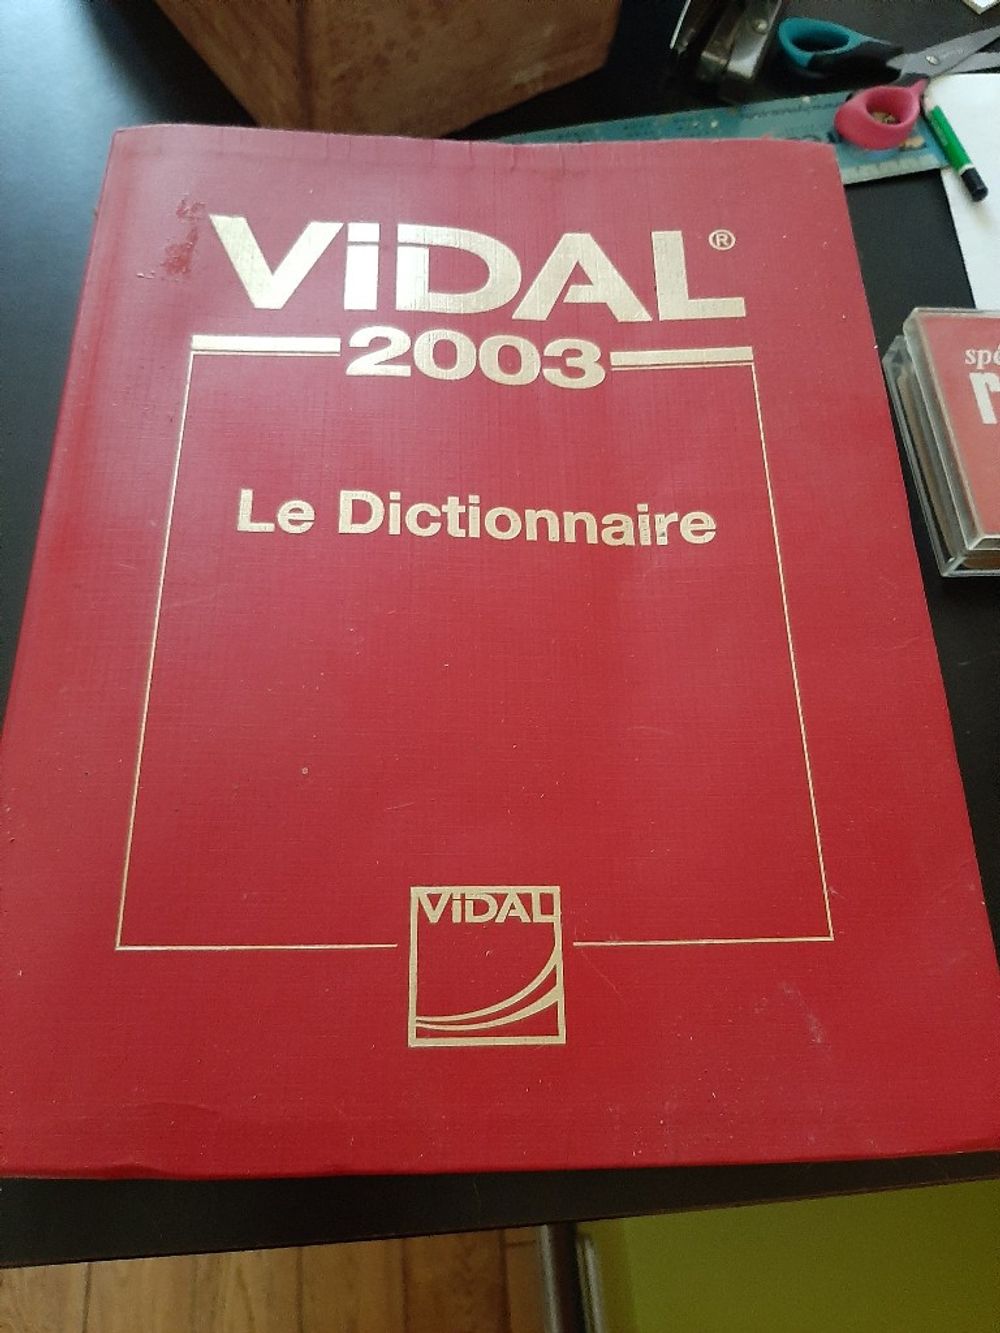 ViDAL®
2003
Le Dictionnaire
ViDAL